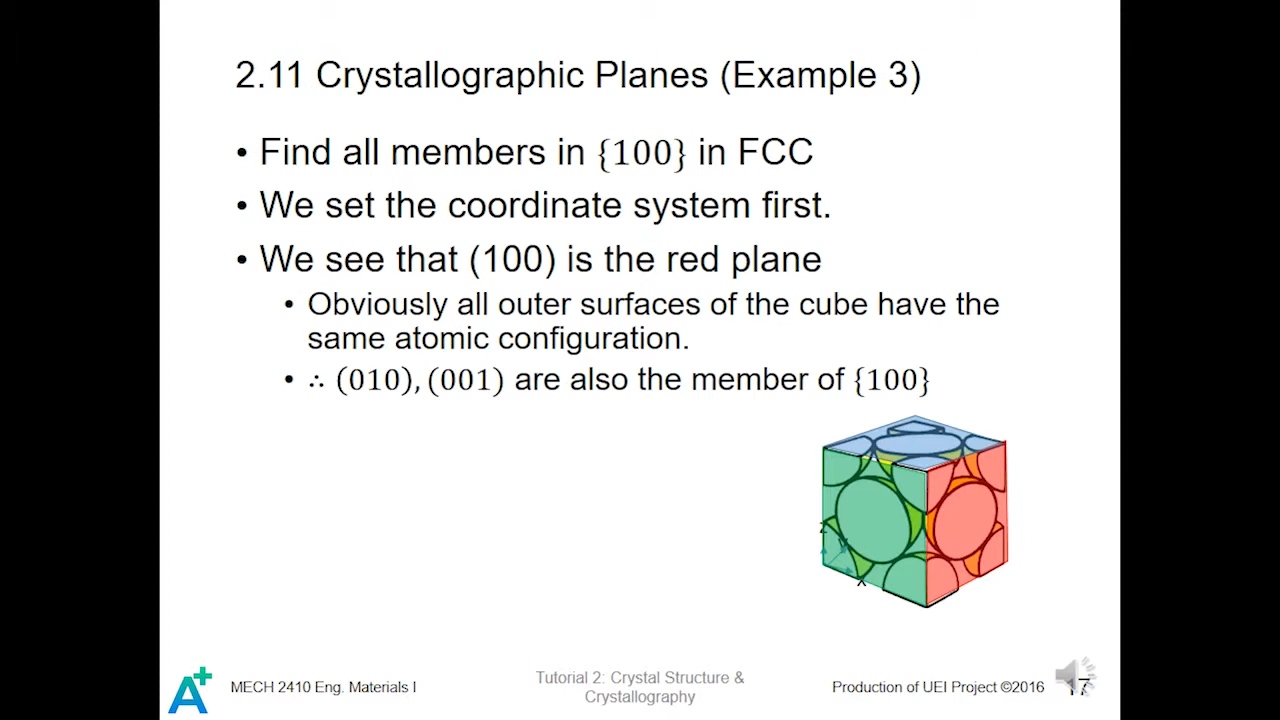 2.11 Crystallographic Planes (Example 3)
• Find all members in {100} in FCC
• We set the coordinate system first.
• We see that (100) is the red plane
• Obviously all outer surfaces of the cube have the
same atomic configuration.
• ∴ (010), (001) are also the member of {100}
z
y
x
A+
MECH 2410 Eng. Materials I
Tutorial 2: Crystal Structure &
Crystallography
Production of UEI Project ©2016
17